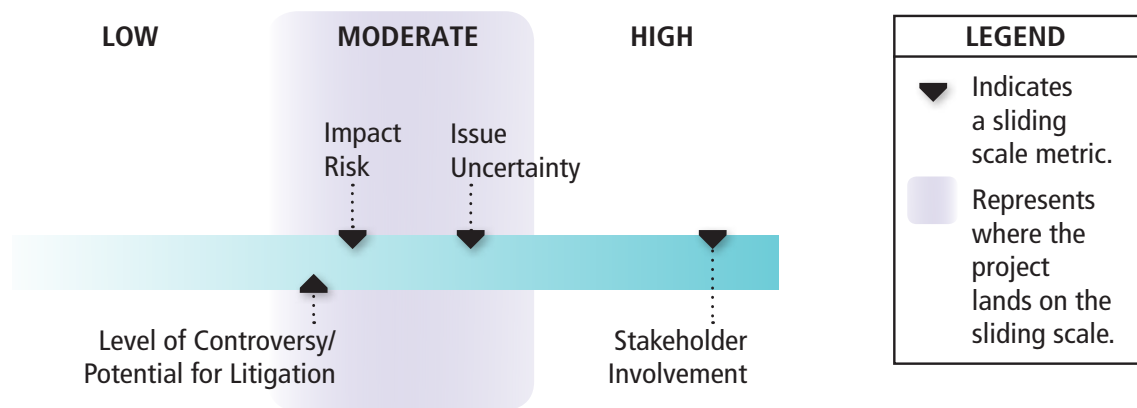 LOW
MODERATE
HIGH
Impact
Risk
Issue
Uncertainty
Level of Controversy/
Potential for Litigation
Stakeholder
Involvement
LEGEND
Indicates
a sliding
scale metric.
Represents
where the
project
lands on the
sliding scale.